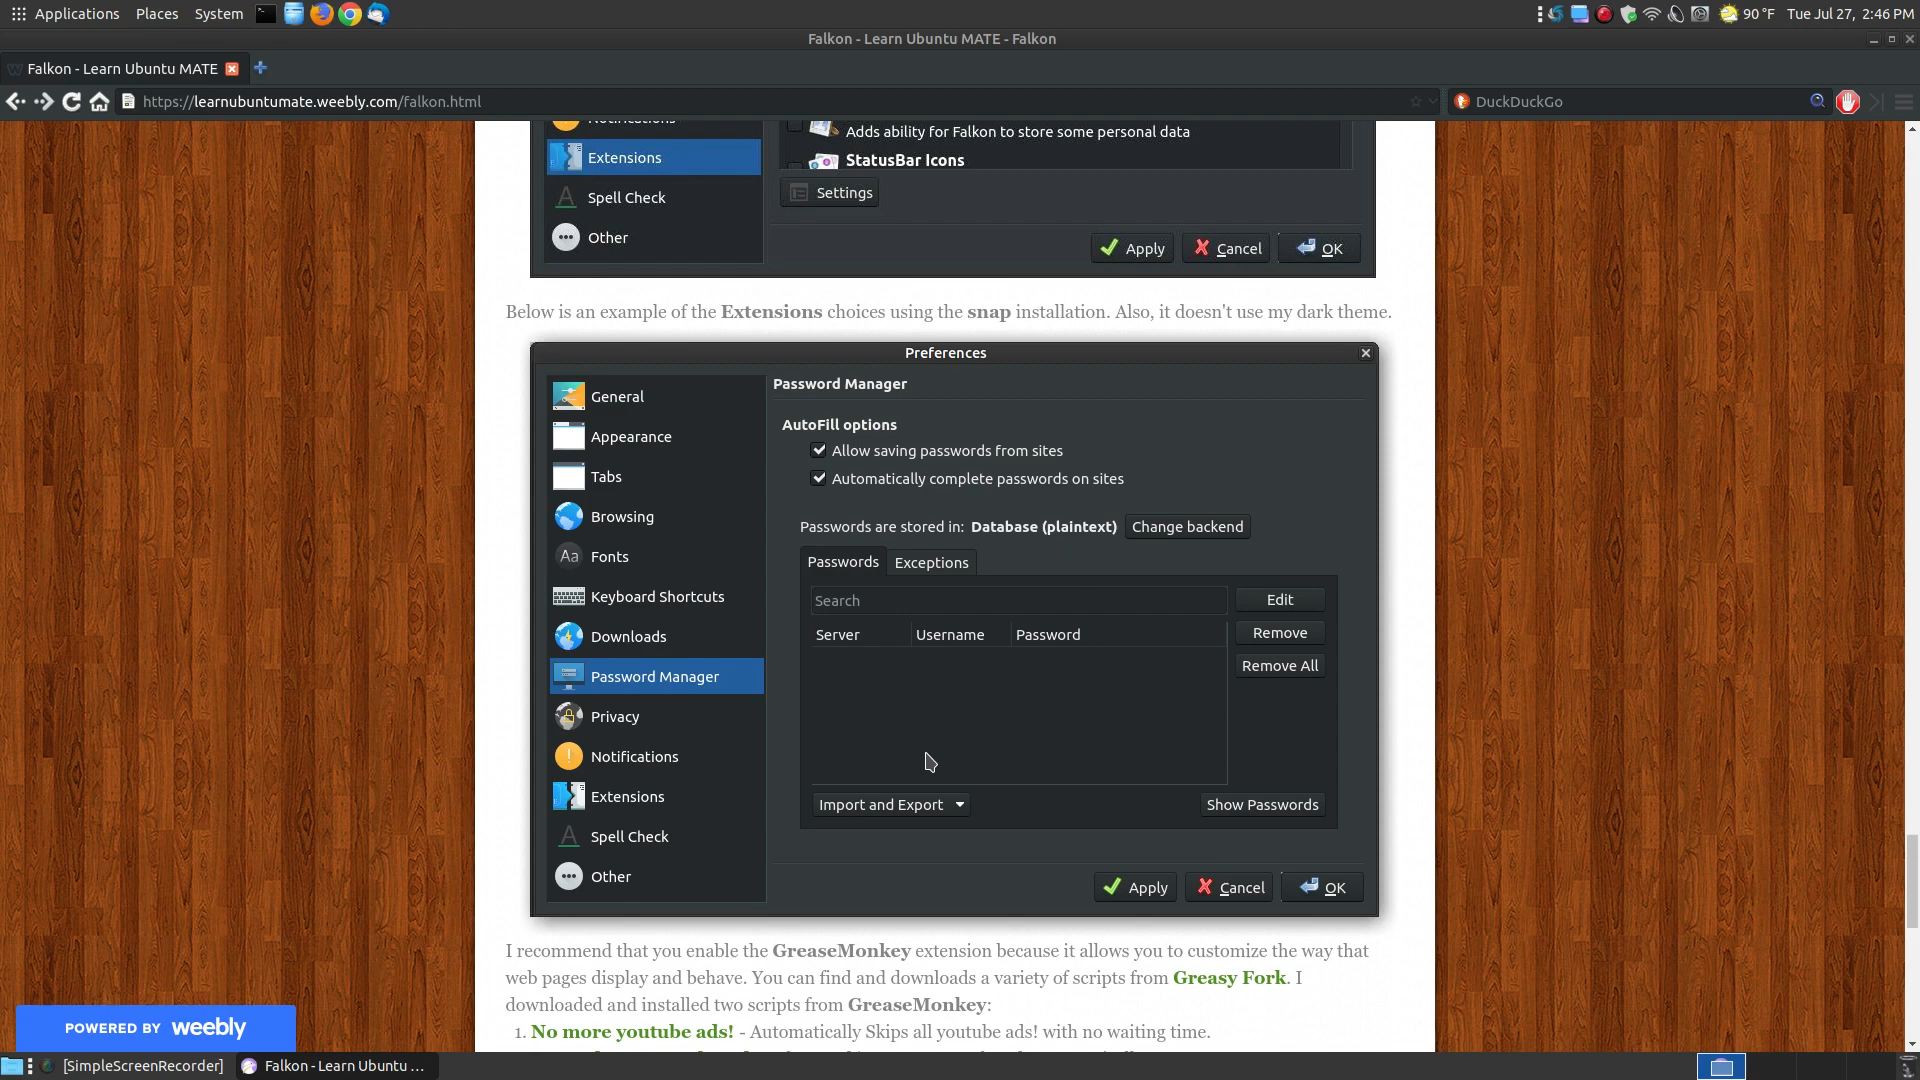 Applications Places System 90 °F Tue Jul 27, 2:46 PM
Falkon - Learn Ubuntu MATE - Falkon
Falkon - Learn Ubuntu MATE
https://learnubuntumate.weebly.com/falkon.html DuckDuckGo
Notifications
Adds ability for Falkon to store some personal data
Extensions
StatusBar Icons
Settings
Spell Check
Other
Apply Cancel OK
Below is an example of the Extensions choices using the snap installation. Also, it doesn't use my dark theme.
Preferences
General
Appearance
Tabs
Browsing
Aa Fonts
Keyboard Shortcuts
Downloads
Password Manager
Privacy
Notifications
Extensions
Spell Check
Other
Password Manager
AutoFill options
Allow saving passwords from sites
Automatically complete passwords on sites
Passwords are stored in: Database (plaintext) Change backend
Passwords Exceptions
Search Edit
Server Username Password Remove
Remove All
Import and Export Show Passwords
Apply Cancel OK
I recommend that you enable the GreaseMonkey extension because it allows you to customize the way that
web pages display and behave. You can find and downloads a variety of scripts from Greasy Fork. I
downloaded and installed two scripts from GreaseMonkey:
1. No more youtube ads! - Automatically Skips all youtube ads! with no waiting time.
POWERED BY weebly
[SimpleScreenRecorder] Falkon - Learn Ubuntu ...